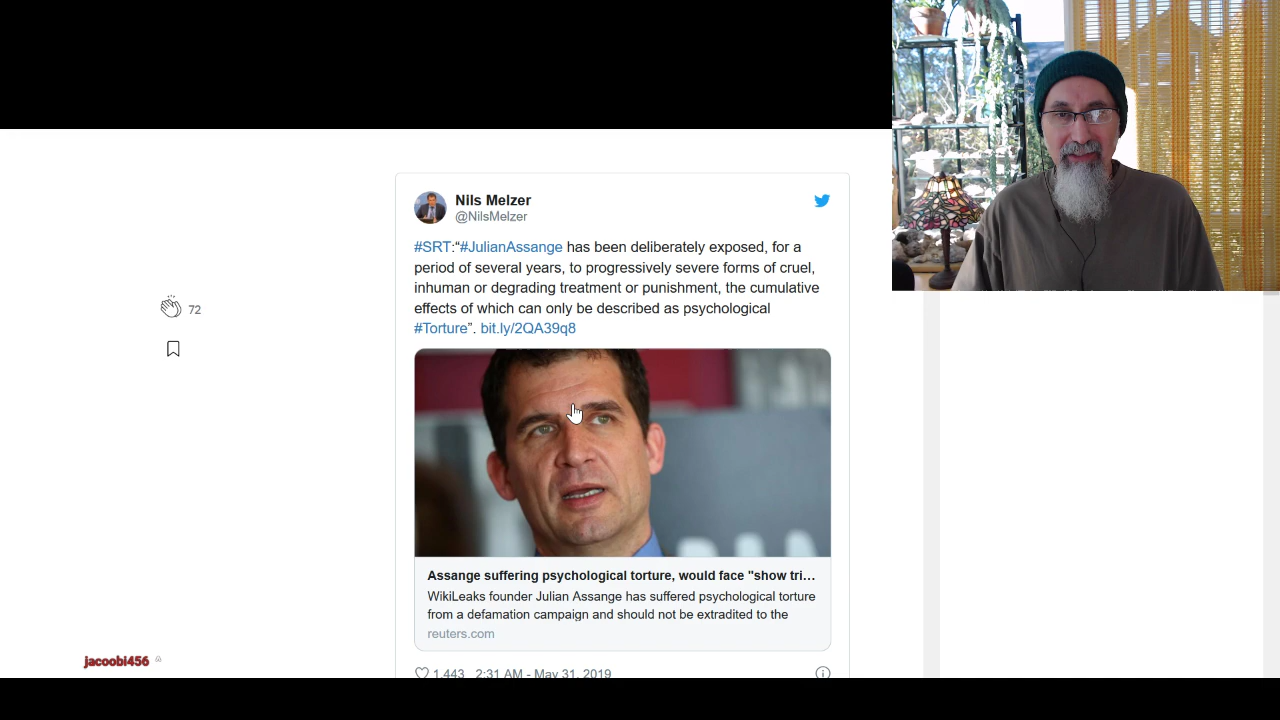 Nils Melzer
@NilsMelzer
#SRT:“#JulianAssange has been deliberately exposed, for a
period of several years, to progressively severe forms of cruel,
inhuman or degrading treatment or punishment, the cumulative
effects of which can only be described as psychological
#Torture”. bit.ly/2QA39q8
72
Assange suffering psychological torture, would face "show tri...
WikiLeaks founder Julian Assange has suffered psychological torture
from a defamation campaign and should not be extradited to the
reuters.com
jacoobi456
1,443 2:31 AM - May 31, 2019